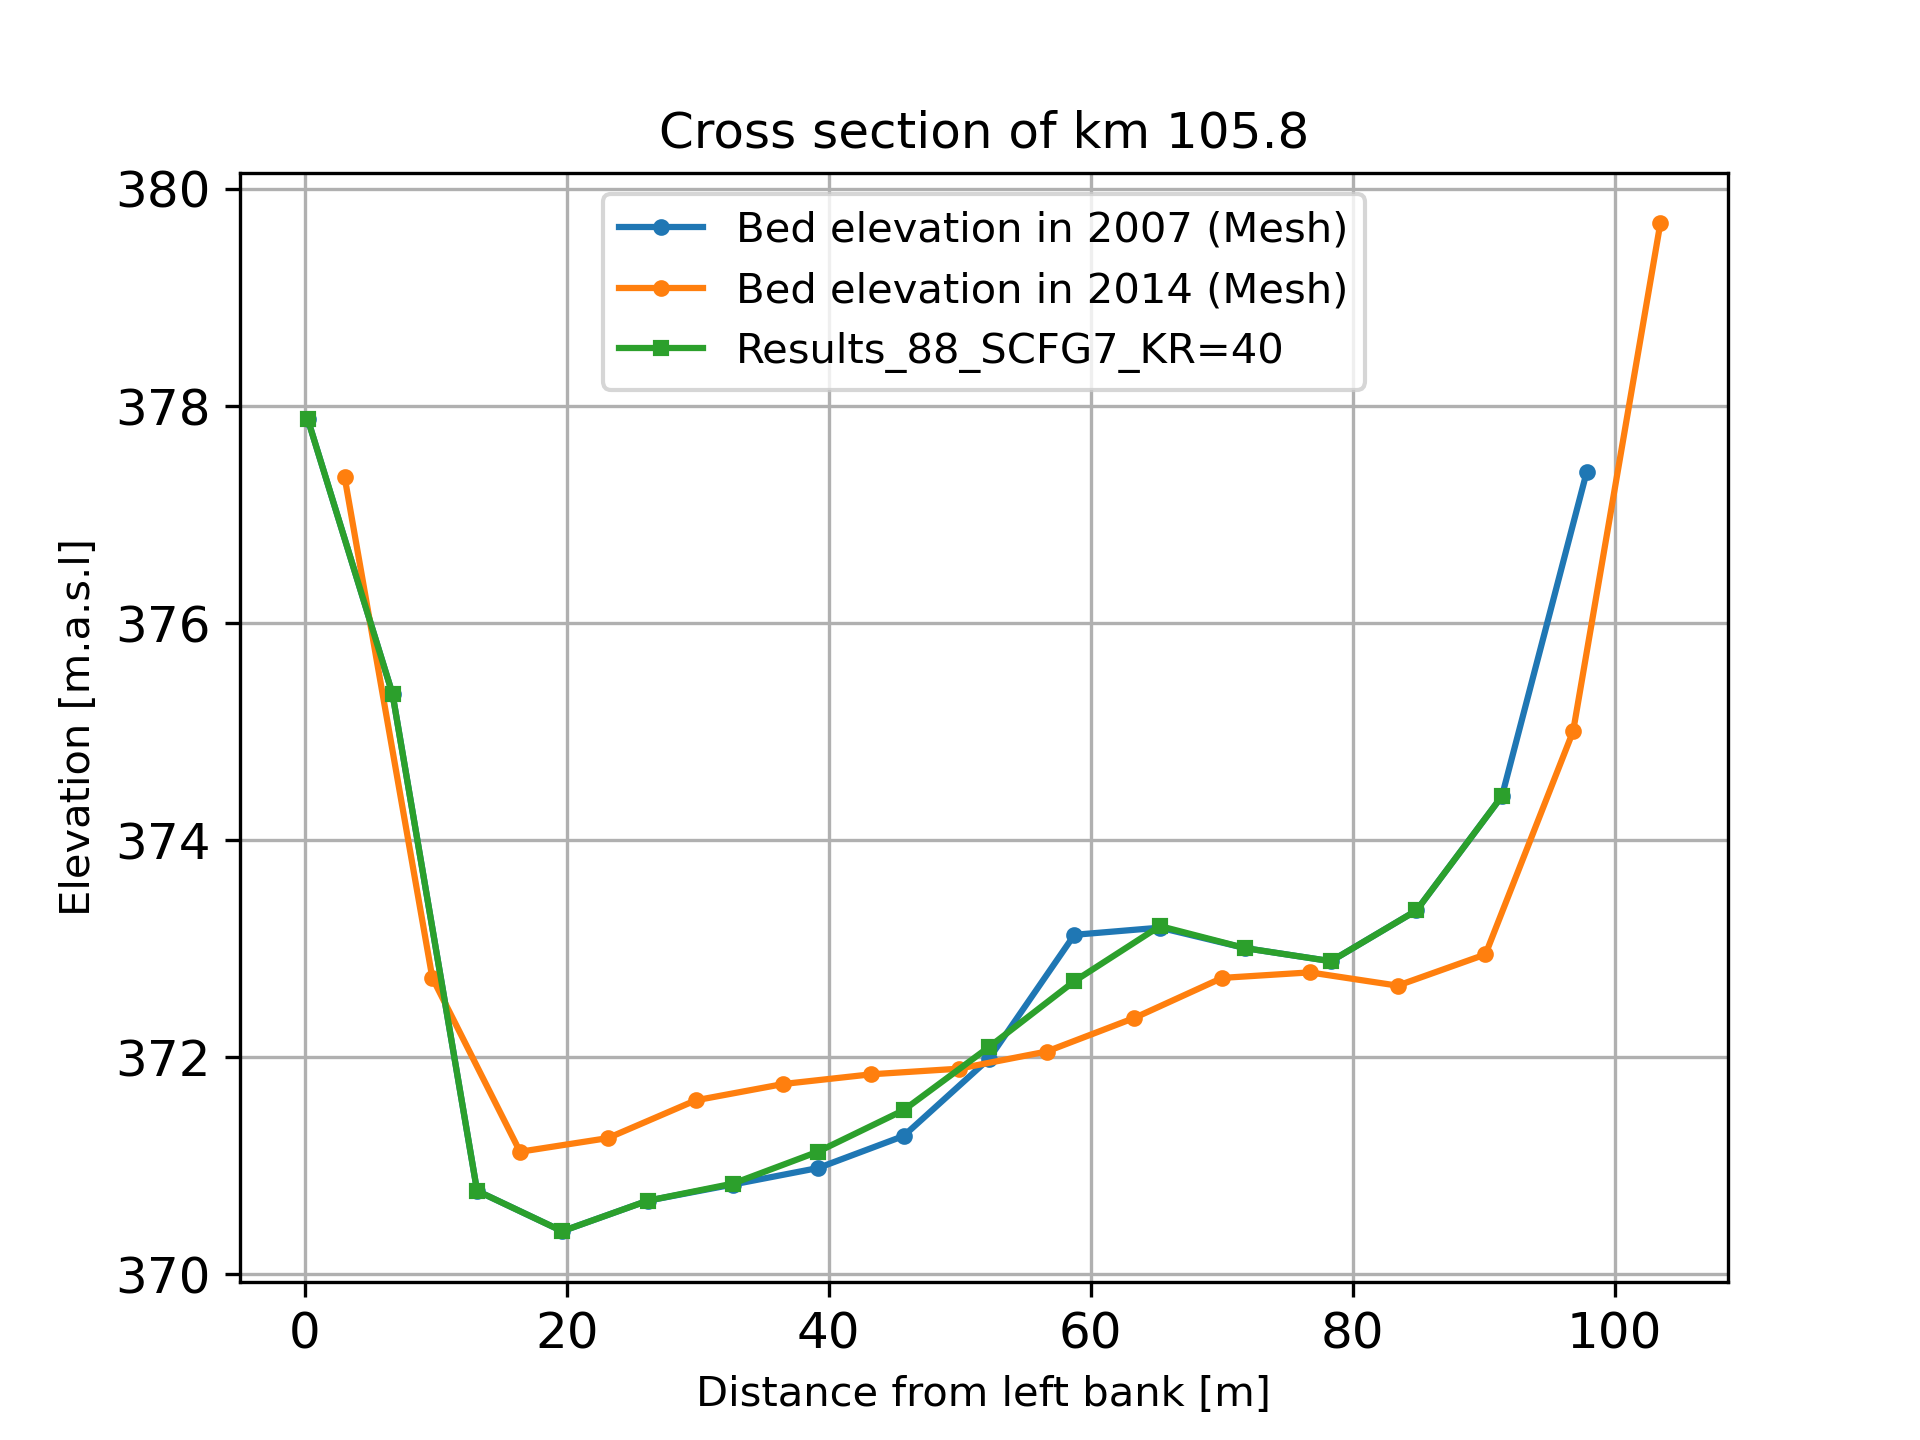 Cross section of km 105.8
Bed elevation in 2007 (Mesh)
Bed elevation in 2014 (Mesh)
Results_88_SCFG7_KR=40
380
378
376
374
372
370
Elevation [m.a.s.l]
0 20 40 60 80 100
Distance from left bank [m]